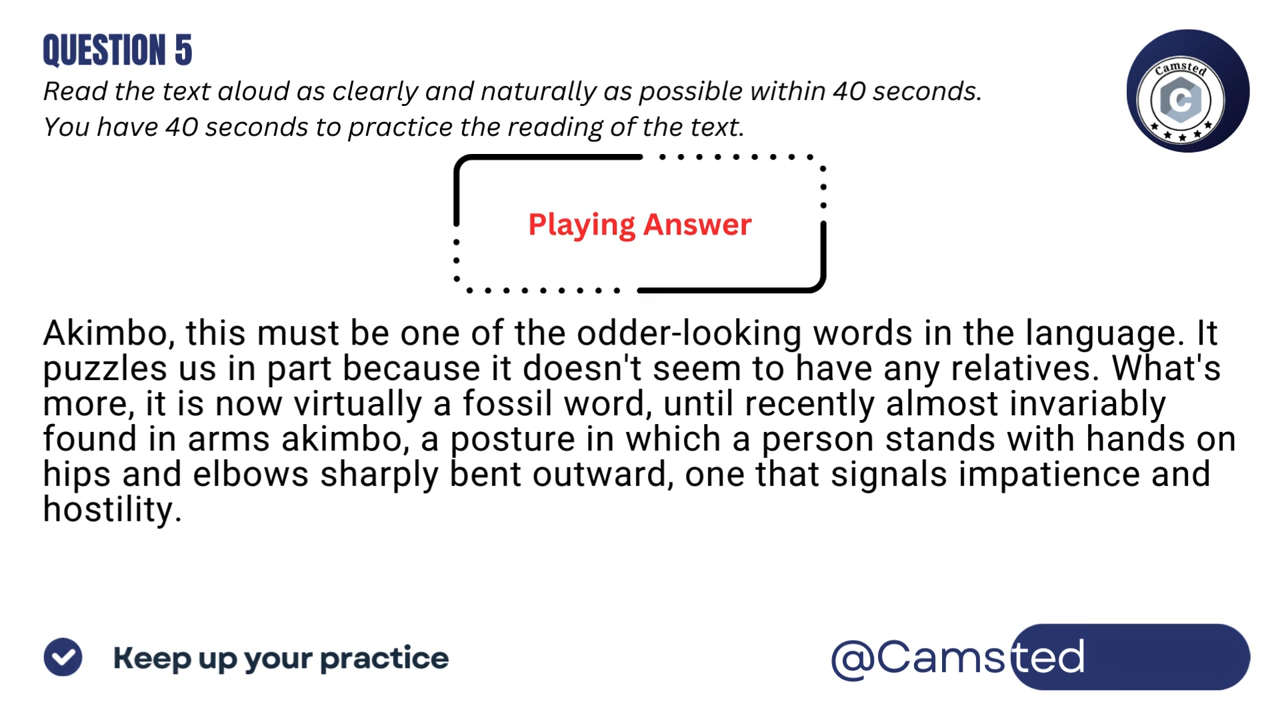 QUESTION 5
Read the text aloud as clearly and naturally as possible within 40 seconds.
You have 40 seconds to practice the reading of the text.
Camsted
C
Playing Answer
Akimbo, this must be one of the odder-looking words in the language. It
puzzles us in part because it doesn't seem to have any relatives. What's
more, it is now virtually a fossil word, until recently almost invariably
found in arms akimbo, a posture in which a person stands with hands on
hips and elbows sharply bent outward, one that signals impatience and
hostility.
Keep up your practice
@Camsted